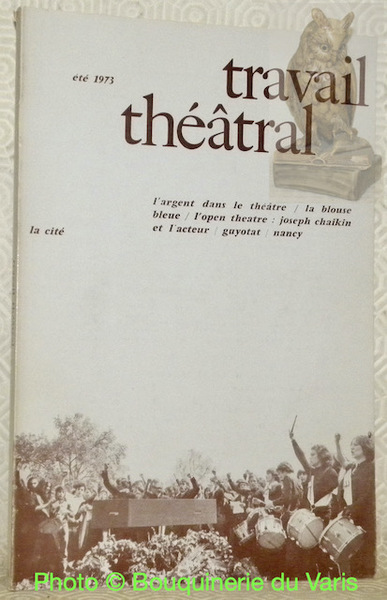 été 1973
travail
théâtral
l'argent dans le théâtre / la blouse
bleue / l'open theatre : joseph chaikin
et l'acteur / guyotat / nancy
la cité
Photo © Bouquinerie du Varis